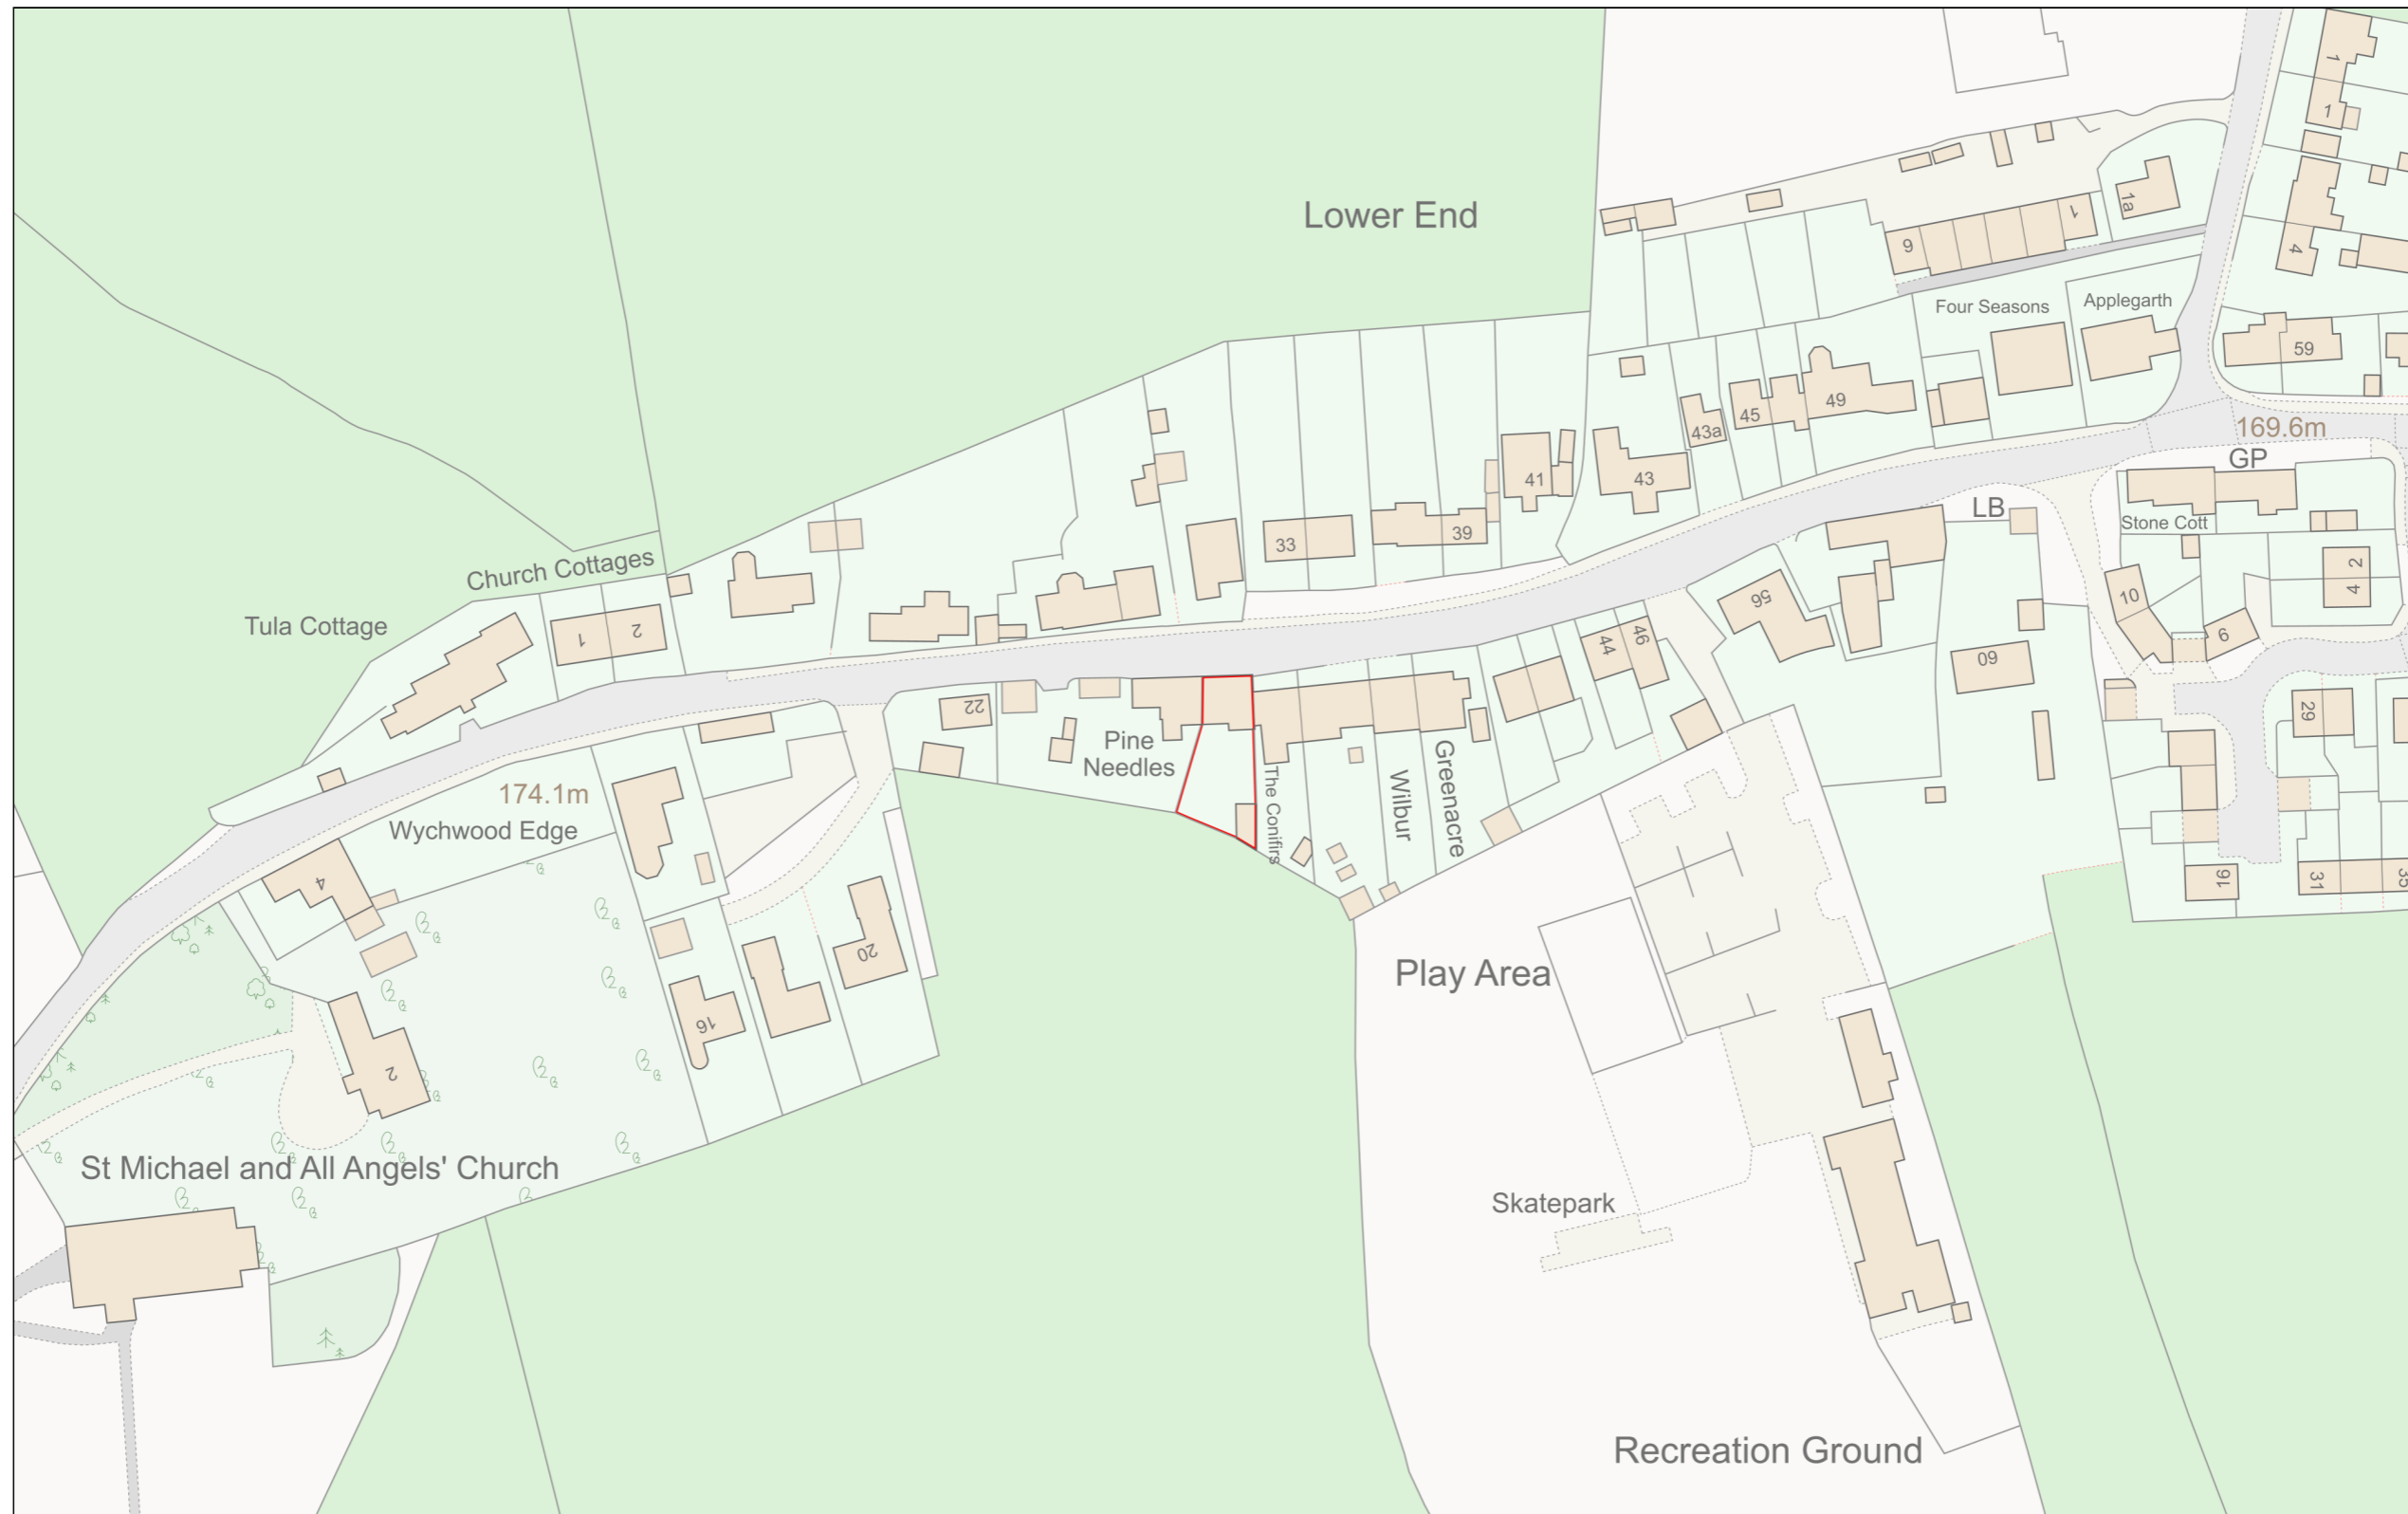 1
1
1a
Lower End
1
9
4
Four Seasons
Applegarth
59
169.6m
GP
45
49
43a
41
43
LB
Stone Cott
39
33
2
4
10
6
Church Cottages
Tula Cottage
1
2
56
44
46
60
22
29
Pine
Needles
The Conifirs
Wilbur
Greenacre
174.1m
Wychwood Edge
4
16
31
35
20
Play Area
16
2
St Michael and All Angels' Church
Skatepark
Recreation Ground